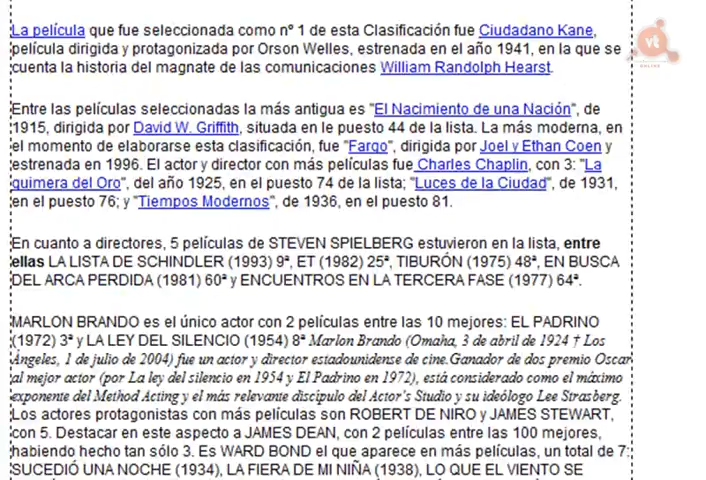 La película que fue seleccionada como nº 1 de esta Clasificación fue Ciudadano Kane,
película dirigida y protagonizada por Orson Welles, estrenada en el año 1941, en la que se
cuenta la historia del magnate de las comunicaciones William Randolph Hearst.
Entre las películas seleccionadas la más antigua es "El Nacimiento de una Nación", de
1915, dirigida por David W. Griffith, situada en le puesto 44 de la lista. La más moderna, en
el momento de elaborarse esta clasificación, fue "Fargo", dirigida por Joel y Ethan Coen y
estrenada en 1996. El actor y director con más películas fue Charles Chaplin, con 3: "La
quimera del Oro", del año 1925, en el puesto 74 de la lista; "Luces de la Ciudad", de 1931,
en el puesto 76; y "Tiempos Modernos", de 1936, en el puesto 81.
En cuanto a directores, 5 películas de STEVEN SPIELBERG estuvieron en la lista, entre
ellas LA LISTA DE SCHINDLER (1993) 9ª, ET (1982) 25ª, TIBURÓN (1975) 48ª, EN BUSCA
DEL ARCA PERDIDA (1981) 60ª y ENCUENTROS EN LA TERCERA FASE (1977) 64ª.
MARLON BRANDO es el único actor con 2 películas entre las 10 mejores: EL PADRINO
(1972) 3ª y LA LEY DEL SILENCIO (1954) 8ª Marlon Brando (Omaha, 3 de abril de 1924 † Los
Ángeles, 1 de julio de 2004) fue un actor y director estadounidense de cine.Ganador de dos premio Oscar
al mejor actor (por La ley del silencio en 1954 y El Padrino en 1972), está considerado como el máximo
exponente del Method Acting y el más relevante discípulo del Actor's Studio y su ideólogo Lee Strasberg.
Los actores protagonistas con más películas son ROBERT DE NIRO y JAMES STEWART,
con 5. Destacar en este aspecto a JAMES DEAN, con 2 películas entre las 100 mejores,
habiendo hecho tan sólo 3. Es WARD BOND el que aparece en más películas, un total de 7:
SUCEDIÓ UNA NOCHE (1934), LA FIERA DE MI NIÑA (1938), LO QUE EL VIENTO SE
vt
ONLINE